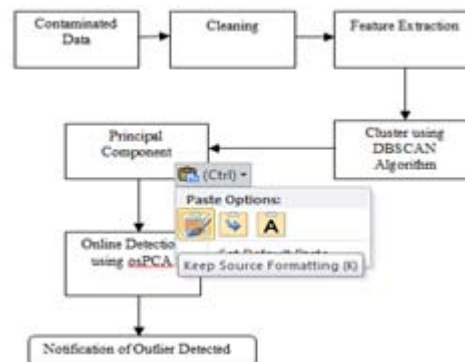 Contaminated
Data
Cleaning
Feature Extraction
Principal
Component
Cluster using
DBSCAN
Algorithm
(Ctrl)
Paste Options:
A
Online Detection
using osPCA
Keep Source Formatting (K)
Notification of Outlier Detected